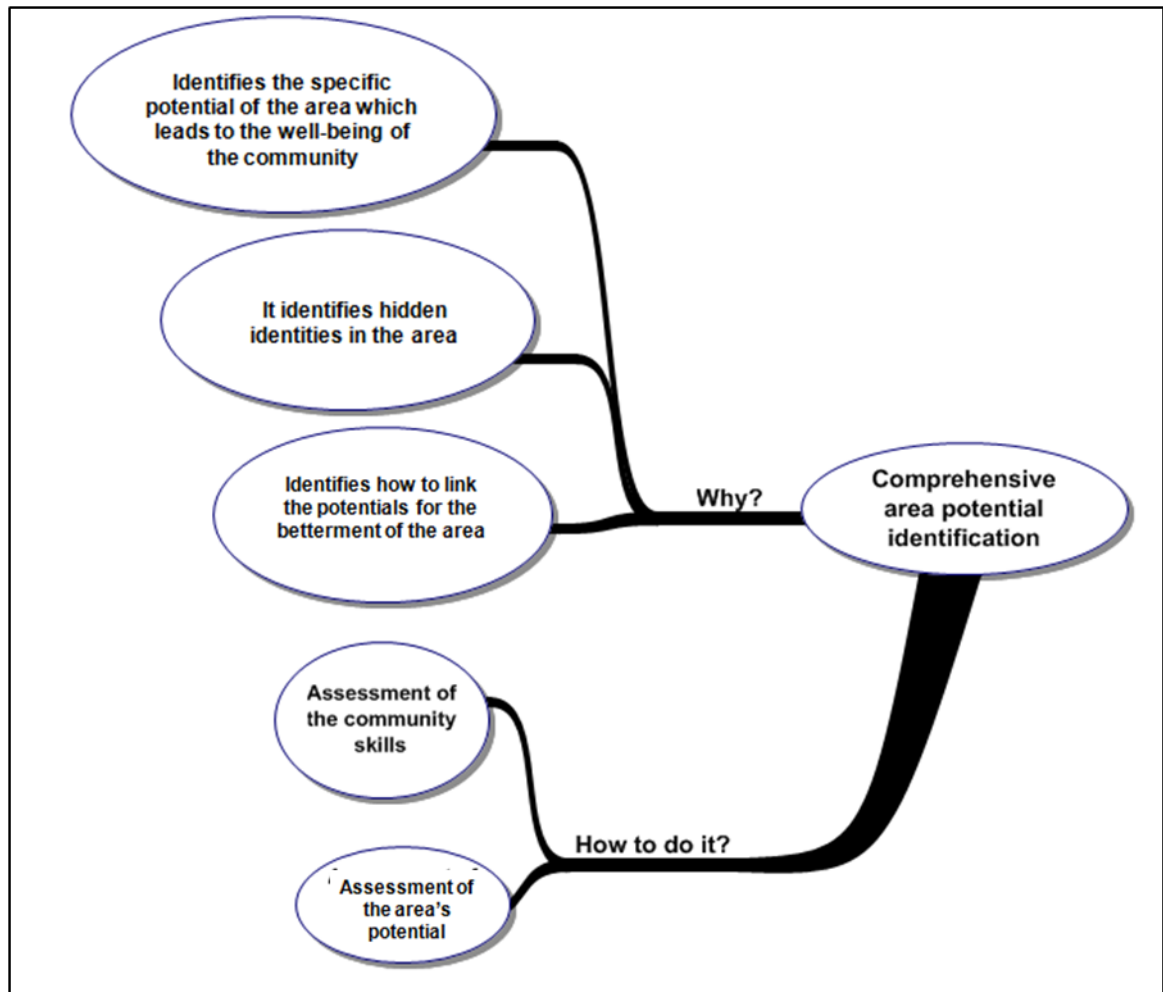 Identifies the specific
potential of the area which
leads to the well-being of
the community
It identifies hidden
identities in the area
Identifies how to link
the potentials for the
betterment of the area
Why?
Comprehensive
area potential
identification
Assessment of
the community
skills
How to do it?
Assessment of
the area's
potential